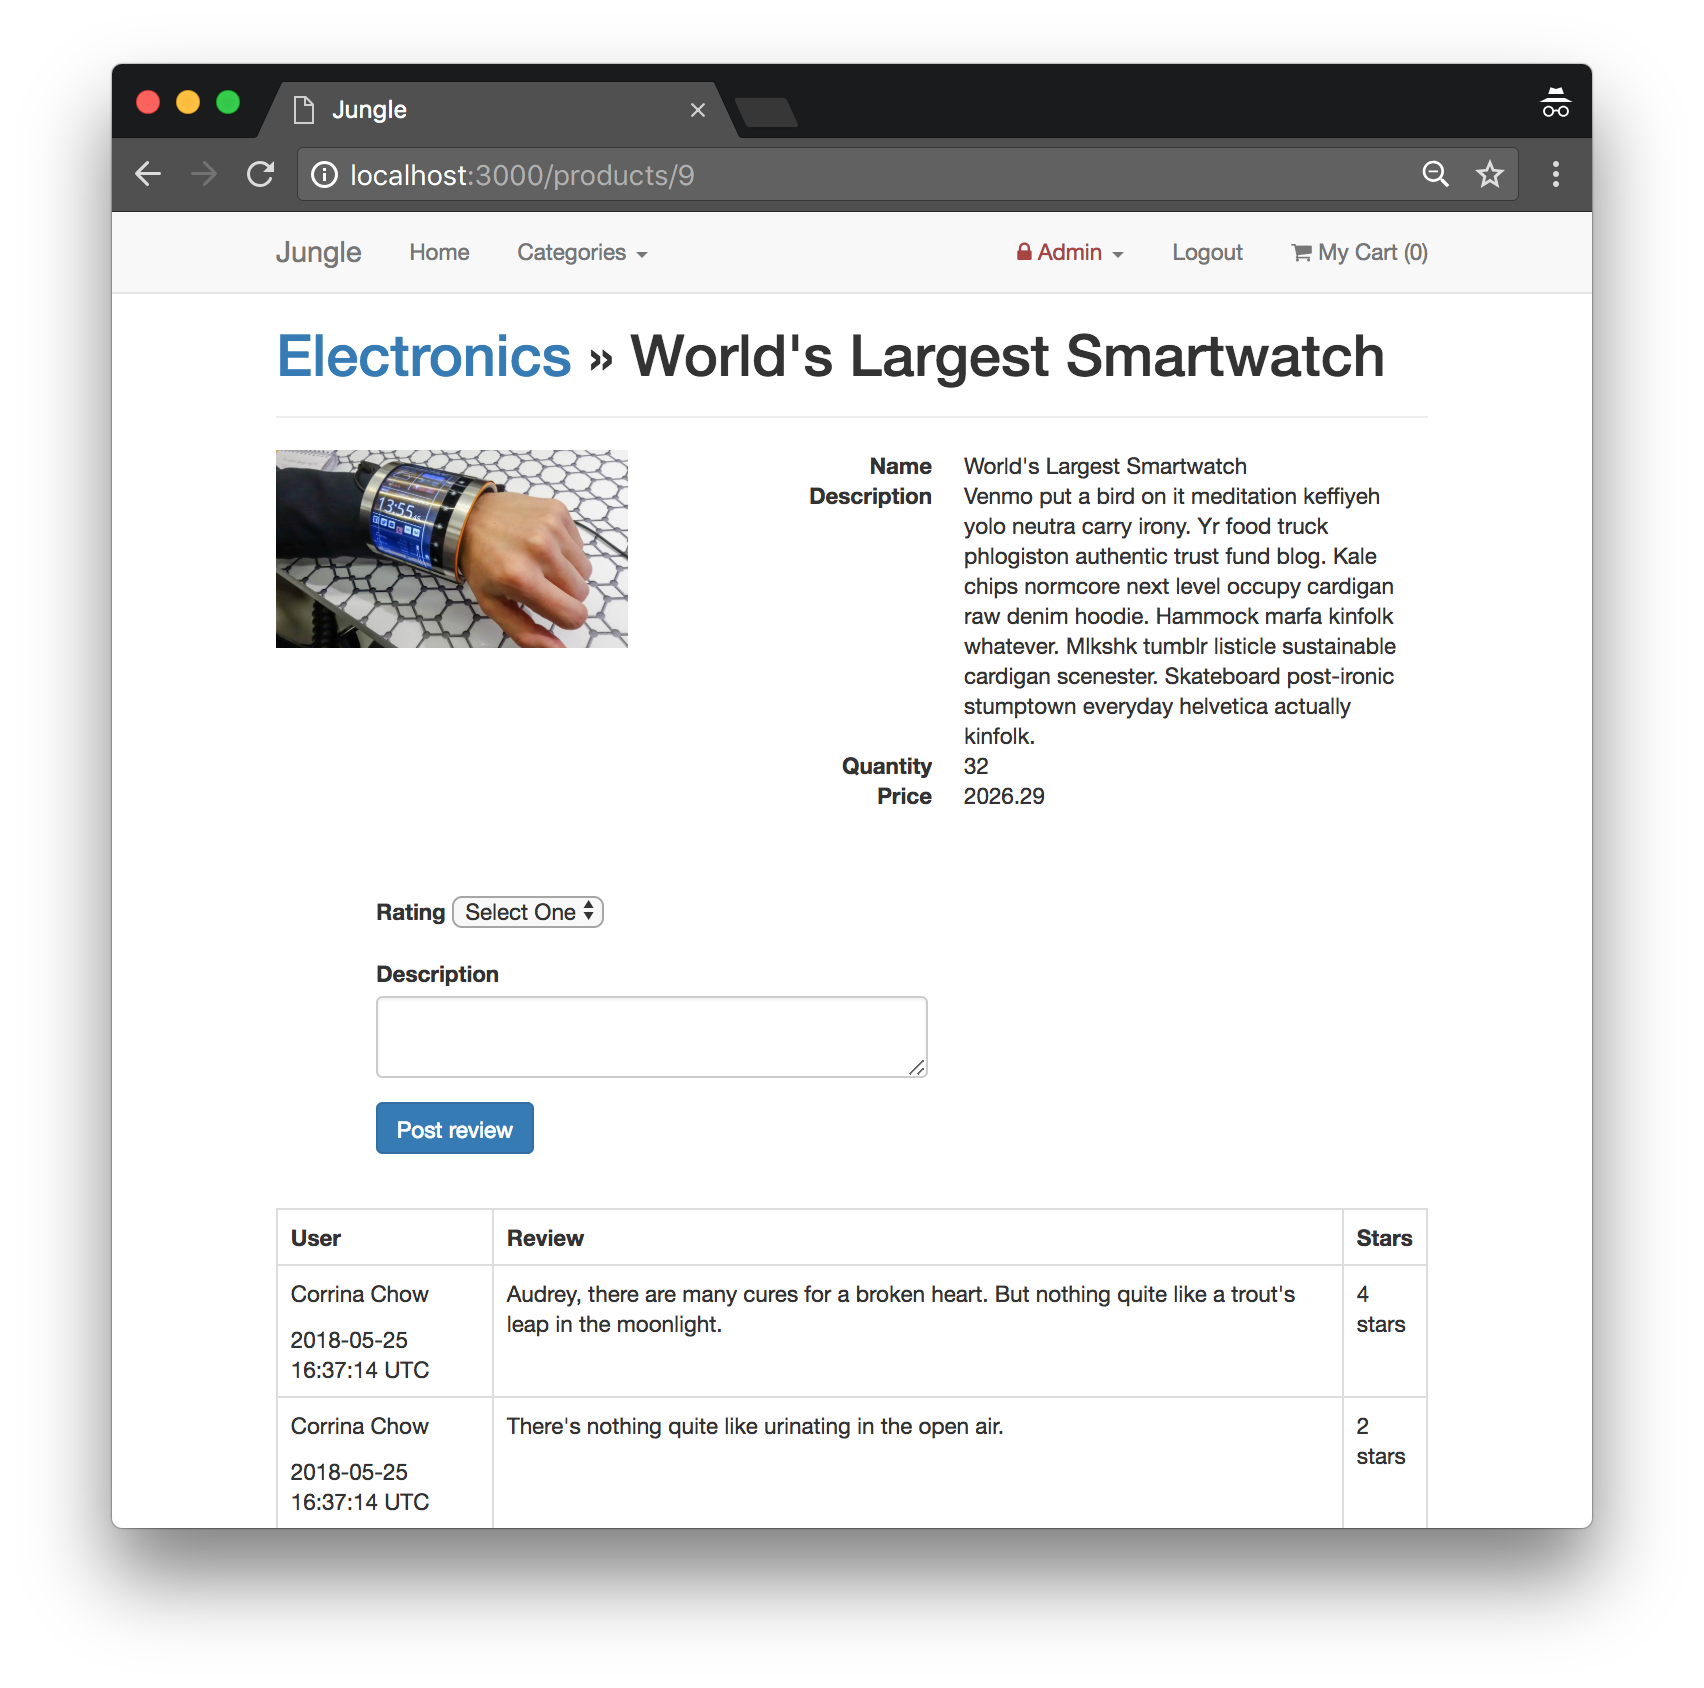 Jungle
localhost:3000/products/9
Jungle Home Categories Admin Logout My Cart (0)
Electronics » World's Largest Smartwatch
13:55
Name World's Largest Smartwatch
Description Venmo put a bird on it meditation keffiyeh
yolo neutra carry irony. Yr food truck
phlogiston authentic trust fund blog. Kale
chips normcore next level occupy cardigan
raw denim hoodie. Hammock marfa kinfolk
whatever. Mlkshk tumblr listicle sustainable
cardigan scenester. Skateboard post-ironic
stumptown everyday helvetica actually
kinfolk.
Quantity 32
Price 2026.29
Rating Select One
Description
Post review
User Review Stars
Corrina Chow
2018-05-25
16:37:14 UTC
Audrey, there are many cures for a broken heart. But nothing quite like a trout's
leap in the moonlight.
4
stars
Corrina Chow
2018-05-25
16:37:14 UTC
There's nothing quite like urinating in the open air.
2
stars